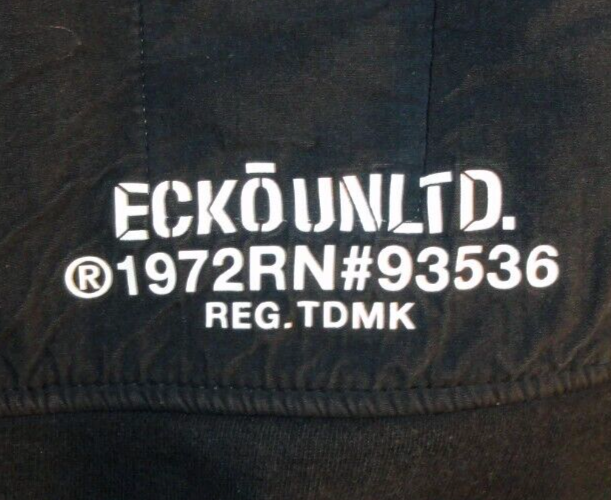 ECKŌ UNLTD.
®1972RN#93536
REG.TDMK